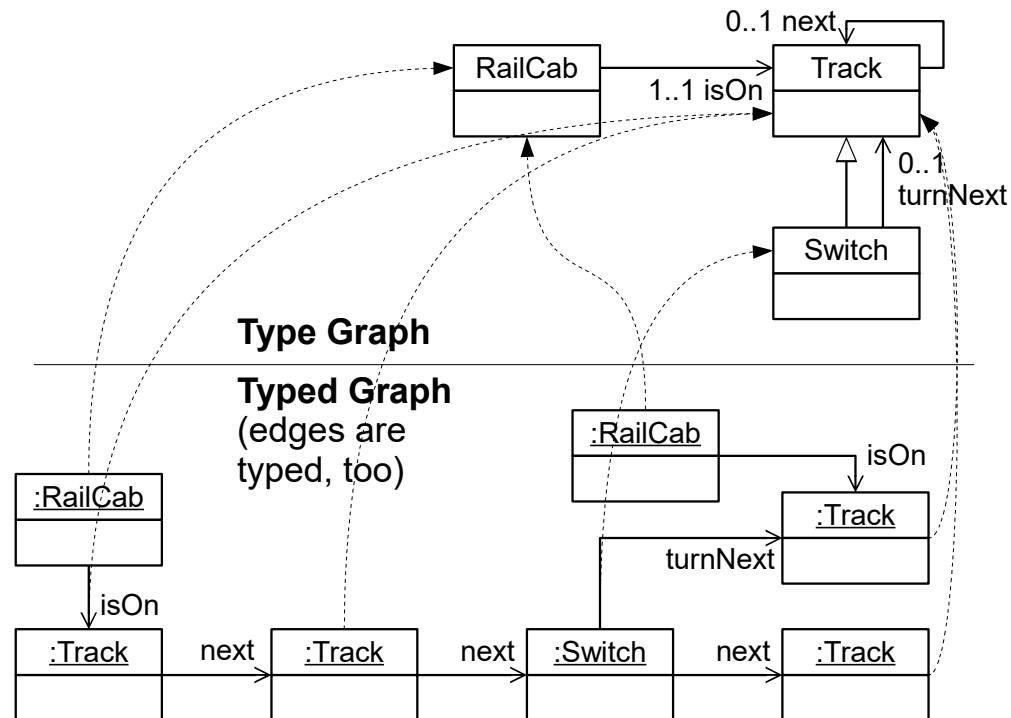 0..1 next
RailCab
Track
1..1 isOn
0..1
turnNext
Switch
Type Graph
Typed Graph
(edges are
typed, too)
:RailCab
isOn
:RailCab
:Track
turnNext
isOn
:Track
next
:Track
next
:Switch
next
:Track